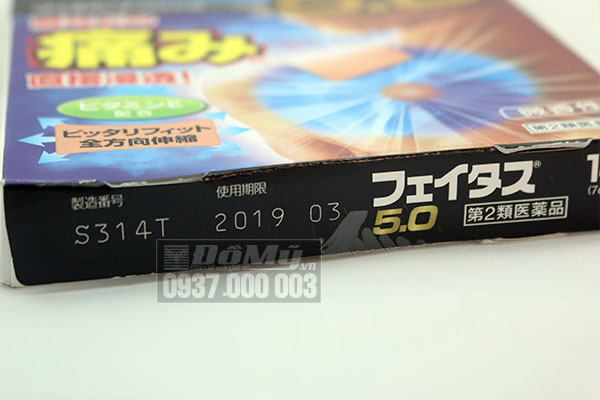 痛み
直接浸透!
ビタミンE
配合
ピッタリフィット
全方向伸縮
第2類医
製造番号
使用期限
S314T
2019 03
フェイタス®
5.0
第2類医薬品
ĐồMỹ.vn
0937 000 003